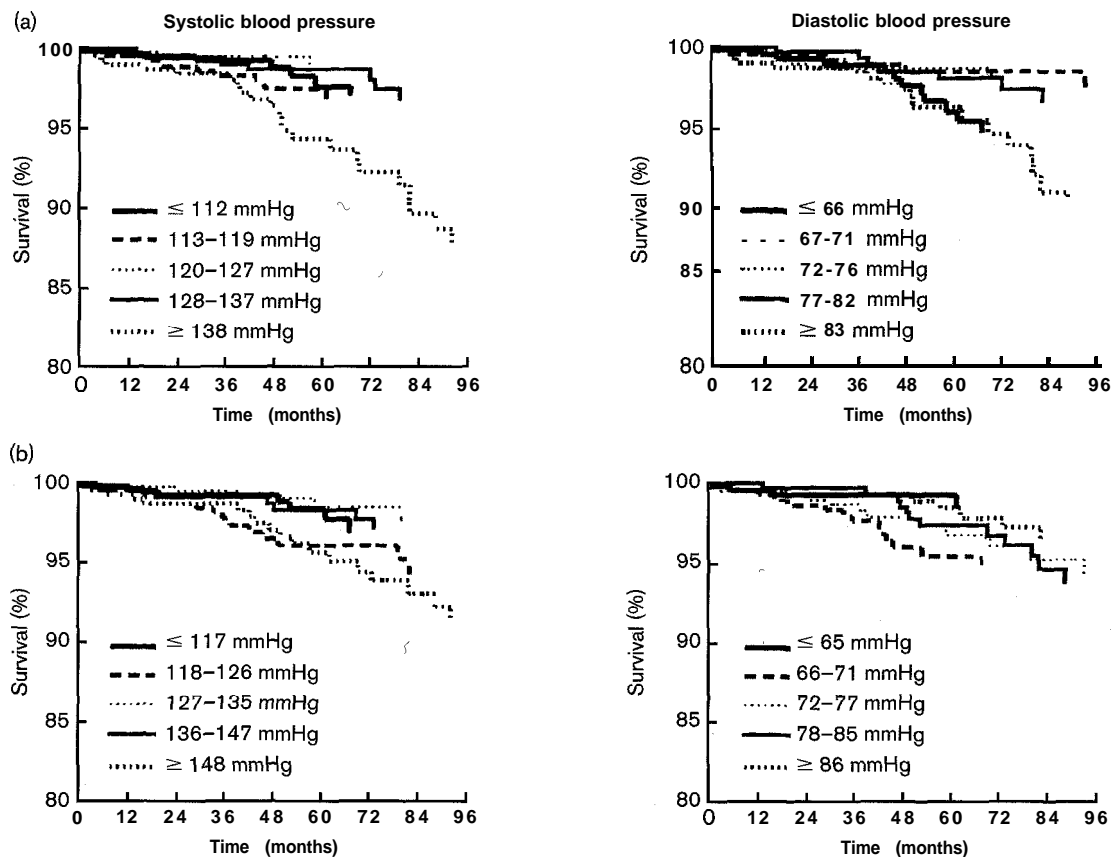 (a)
Systolic blood pressure
100
95
90
85
80
Survival (%)
≤ 112 mmHg
113–119 mmHg
120–127 mmHg
128–137 mmHg
≥ 138 mmHg
0 12 24 36 48 60 72 84 96
Time (months)
Diastolic blood pressure
100
95
90
85
80
Survival (%)
≤ 66 mmHg
67-71 mmHg
72-76 mmHg
77-82 mmHg
≥ 83 mmHg
0 12 24 36 48 60 72 84 96
Time (months)
(b)
100
95
90
85
80
Survival (%)
≤ 117 mmHg
118–126 mmHg
127–135 mmHg
136–147 mmHg
≥ 148 mmHg
0 12 24 36 48 60 72 84 96
Time (months)
100
95
90
85
80
Survival (%)
≤ 65 mmHg
66–71 mmHg
72–77 mmHg
78–85 mmHg
≥ 86 mmHg
0 12 24 36 48 60 72 84 96
Time (months)